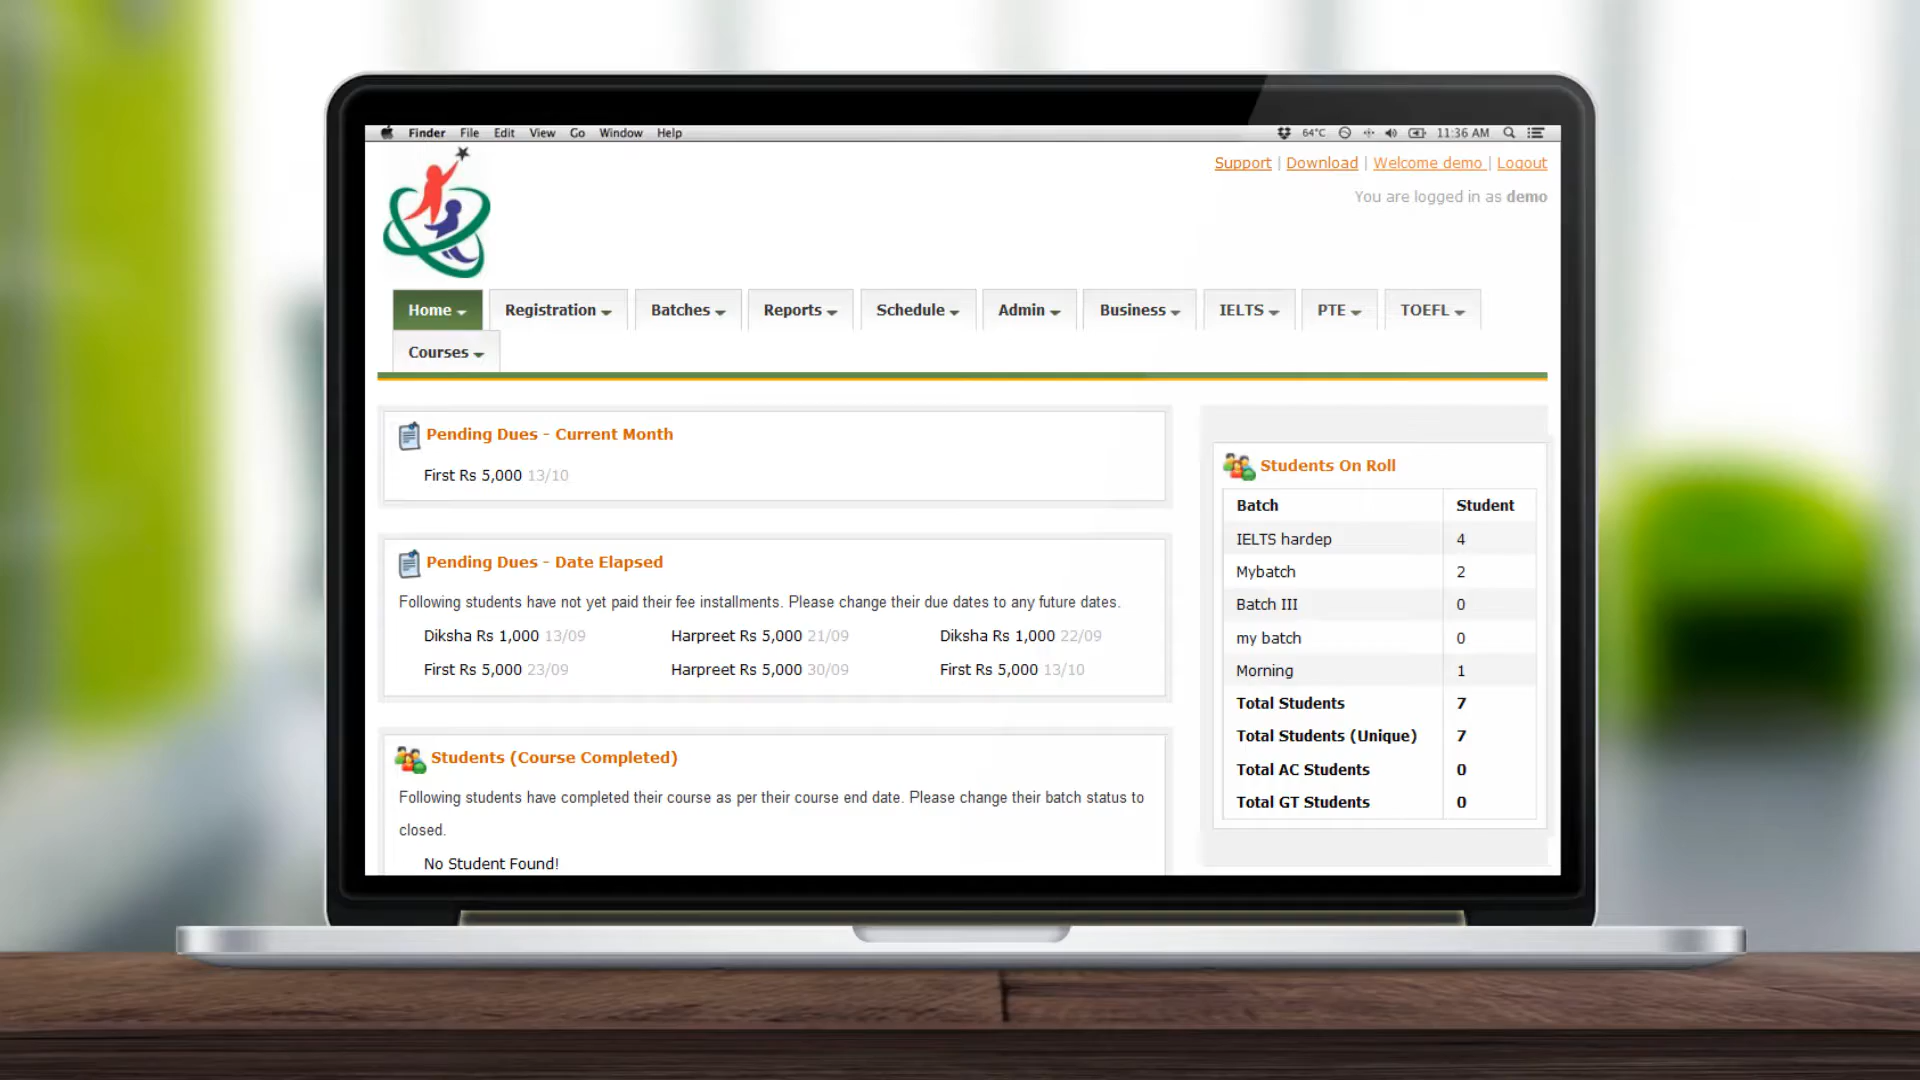 Finder File Edit View Go Window Help 64°C 11:36 AM
Support | Download | Welcome demo | Logout
You are logged in as demo
Home Registration Batches Reports Schedule Admin Business IELTS PTE TOEFL
Courses
Pending Dues - Current Month
First Rs 5,000 13/10
Pending Dues - Date Elapsed
Following students have not yet paid their fee installments. Please change their due dates to any future dates.
Diksha Rs 1,000 13/09 Harpreet Rs 5,000 21/09 Diksha Rs 1,000 22/09
First Rs 5,000 23/09 Harpreet Rs 5,000 30/09 First Rs 5,000 13/10
Students (Course Completed)
Following students have completed their course as per their course end date. Please change their batch status to
closed.
No Student Found!
Students On Roll
Batch Student
IELTS hardep 4
Mybatch 2
Batch III 0
my batch 0
Morning 1
Total Students 7
Total Students (Unique) 7
Total AC Students 0
Total GT Students 0